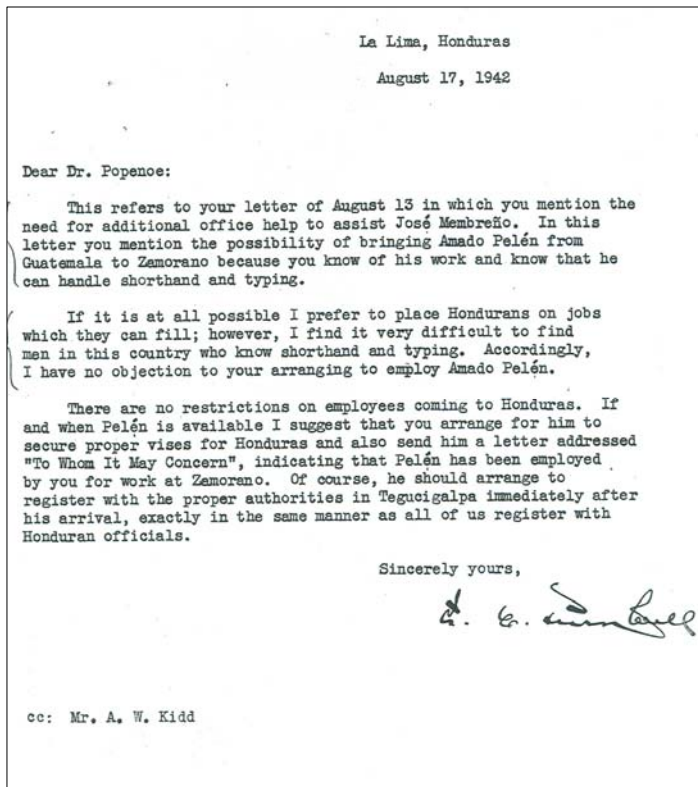 La Lima, Honduras
August 17, 1942
Dear Dr. Popenoe:
This refers to your letter of August 13 in which you mention the
need for additional office help to assist José Membreño. In this
letter you mention the possibility of bringing Amado Pelén from
Guatemala to Zamorano because you know of his work and know that he
can handle shorthand and typing.
If it is at all possible I prefer to place Hondurans on jobs
which they can fill; however, I find it very difficult to find
men in this country who know shorthand and typing. Accordingly,
I have no objection to your arranging to employ Amado Pelén.
There are no restrictions on employees coming to Honduras. If
and when Pelén is available I suggest that you arrange for him to
secure proper vises for Honduras and also send him a letter addressed
"To Whom It May Concern", indicating that Pelén has been employed
by you for work at Zamorano. Of course, he should arrange to
register with the proper authorities in Tegucigalpa immediately after
his arrival, exactly in the same manner as all of us register with
Honduran officials.
Sincerely yours,
cc: Mr. A. W. Kidd